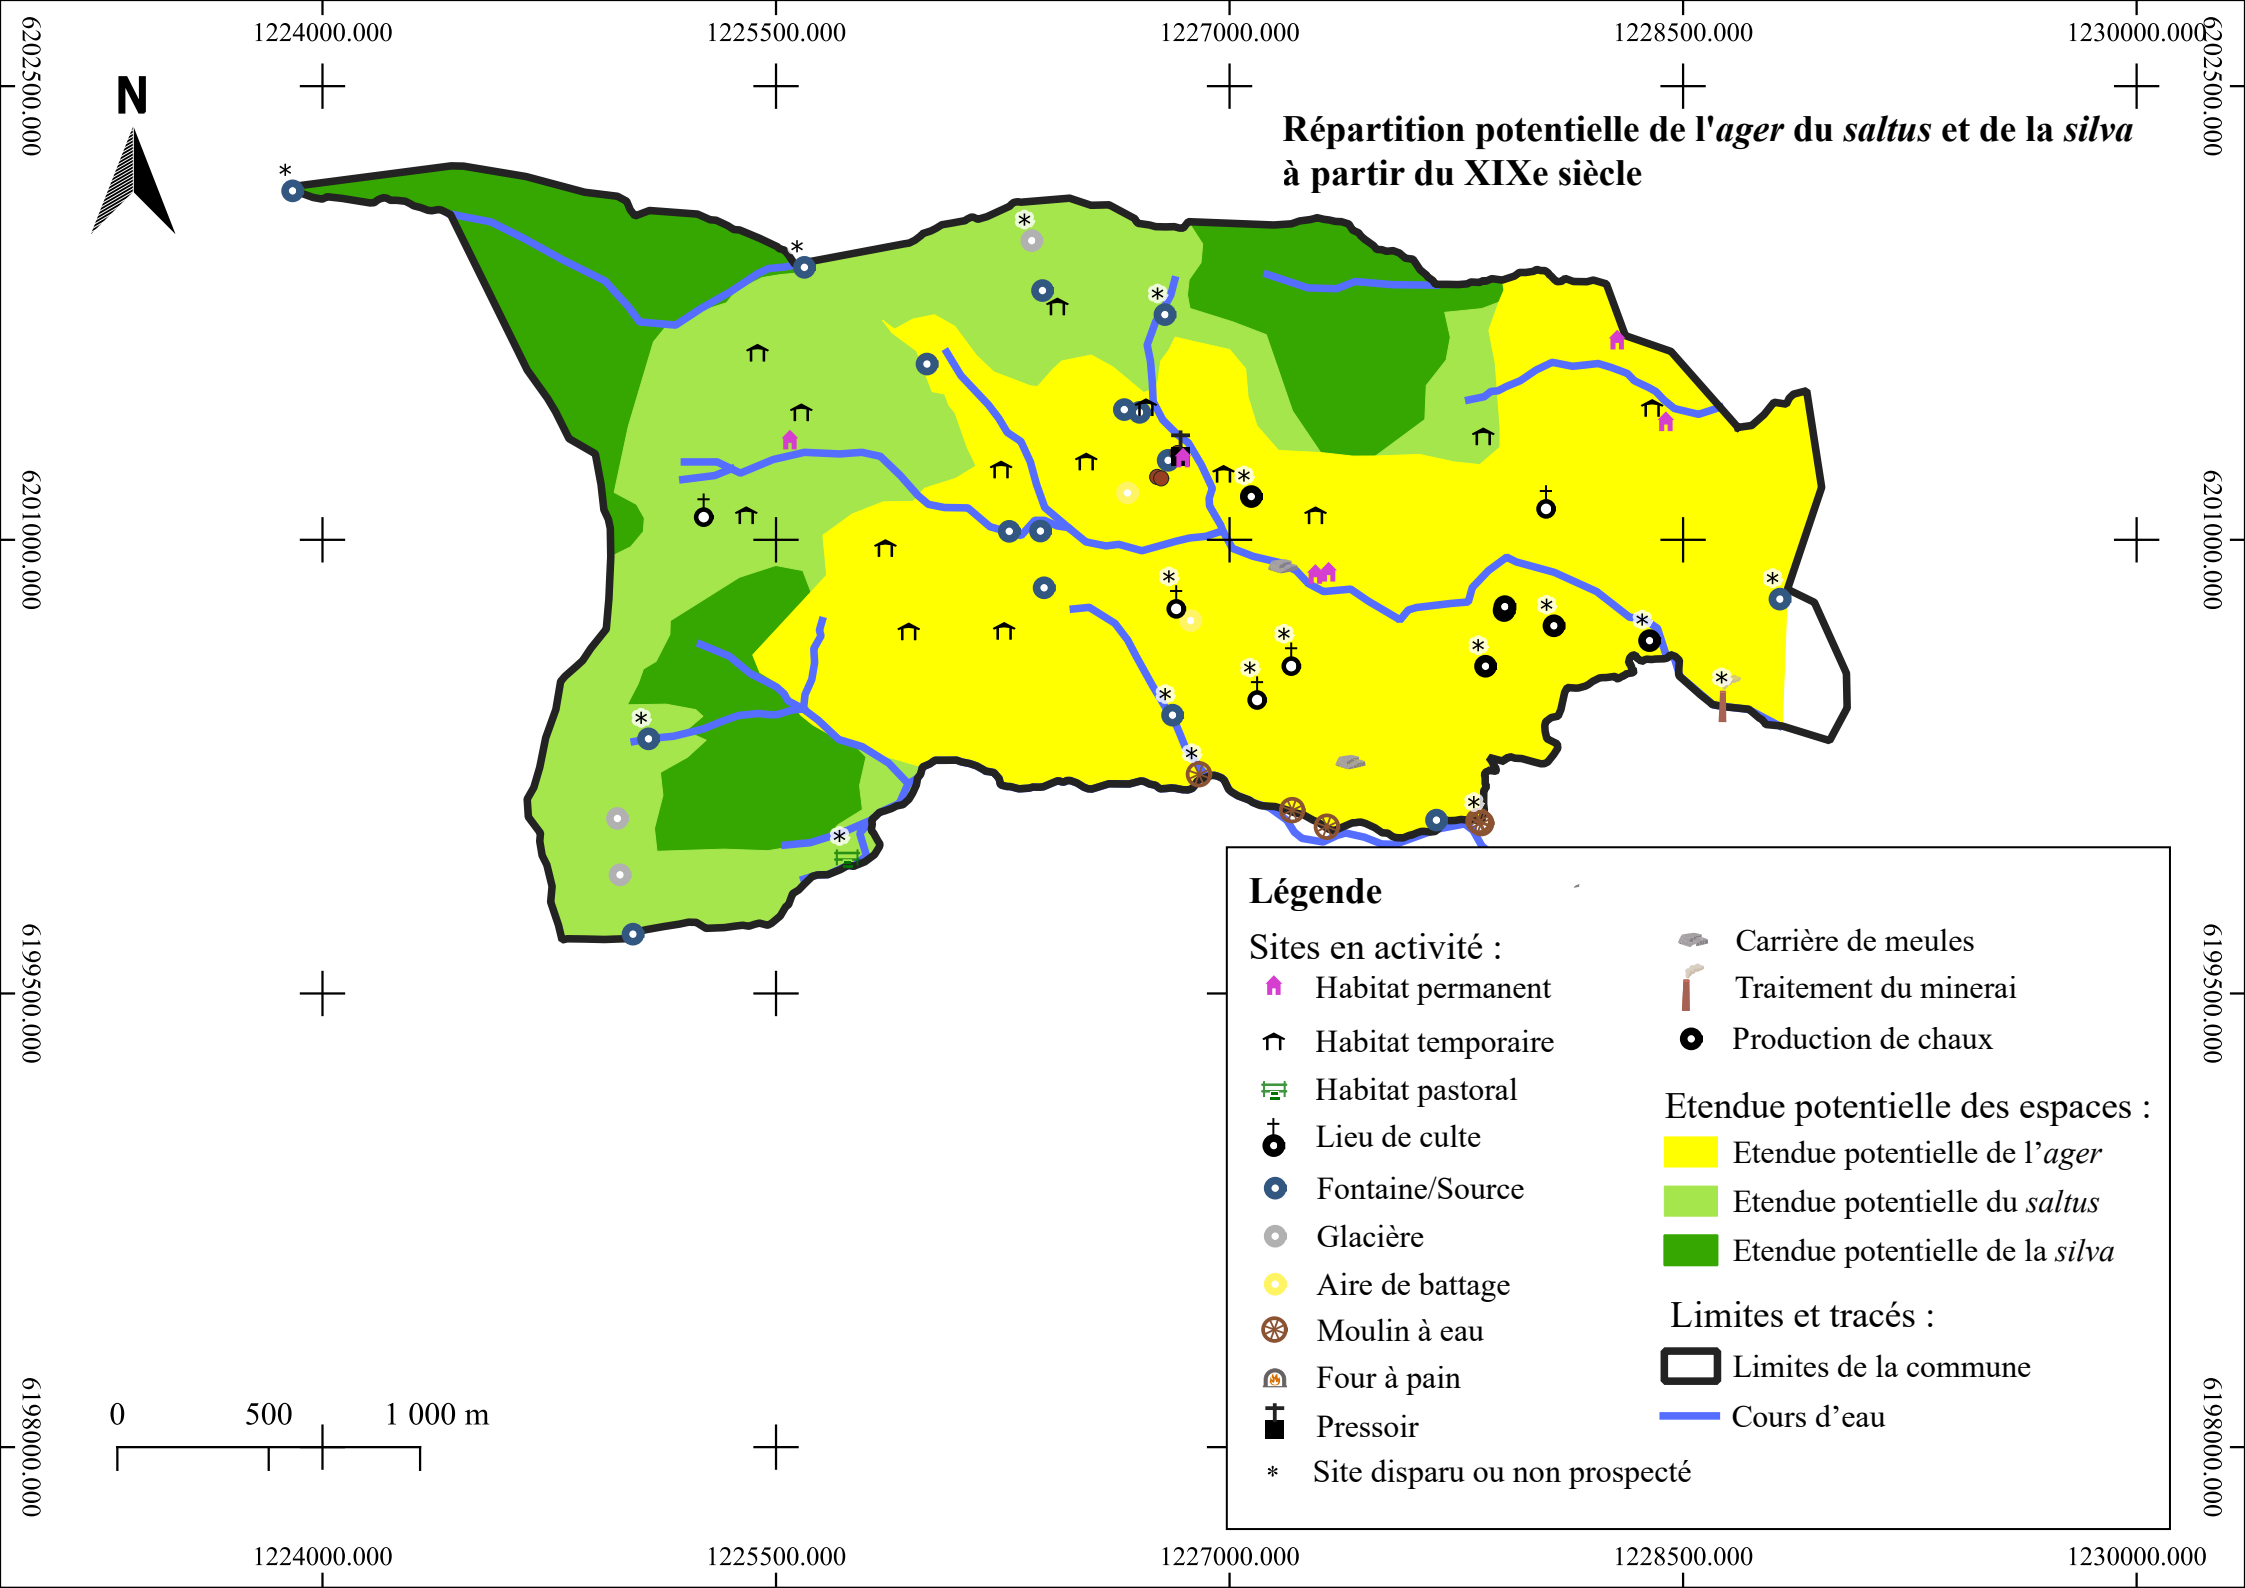 1224000.000 1225500.000 1227000.000 1228500.000 1230000.000
6202500.000 6202500.000
N
Répartition potentielle de l'ager du saltus et de la silva
à partir du XIXe siècle
6201000.000 6201000.000
6199500.000 6199500.000
Légende
Sites en activité :
Habitat permanent
Habitat temporaire
Habitat pastoral
Lieu de culte
Fontaine/Source
Glacière
Aire de battage
Moulin à eau
Four à pain
Pressoir
* Site disparu ou non prospecté
Carrière de meules
Traitement du minerai
Production de chaux
Etendue potentielle des espaces :
Etendue potentielle de l’ager
Etendue potentielle du saltus
Etendue potentielle de la silva
Limites et tracés :
Limites de la commune
Cours d’eau
0 500 1 000 m
6198000.000 6198000.000
1224000.000 1225500.000 1227000.000 1228500.000 1230000.000